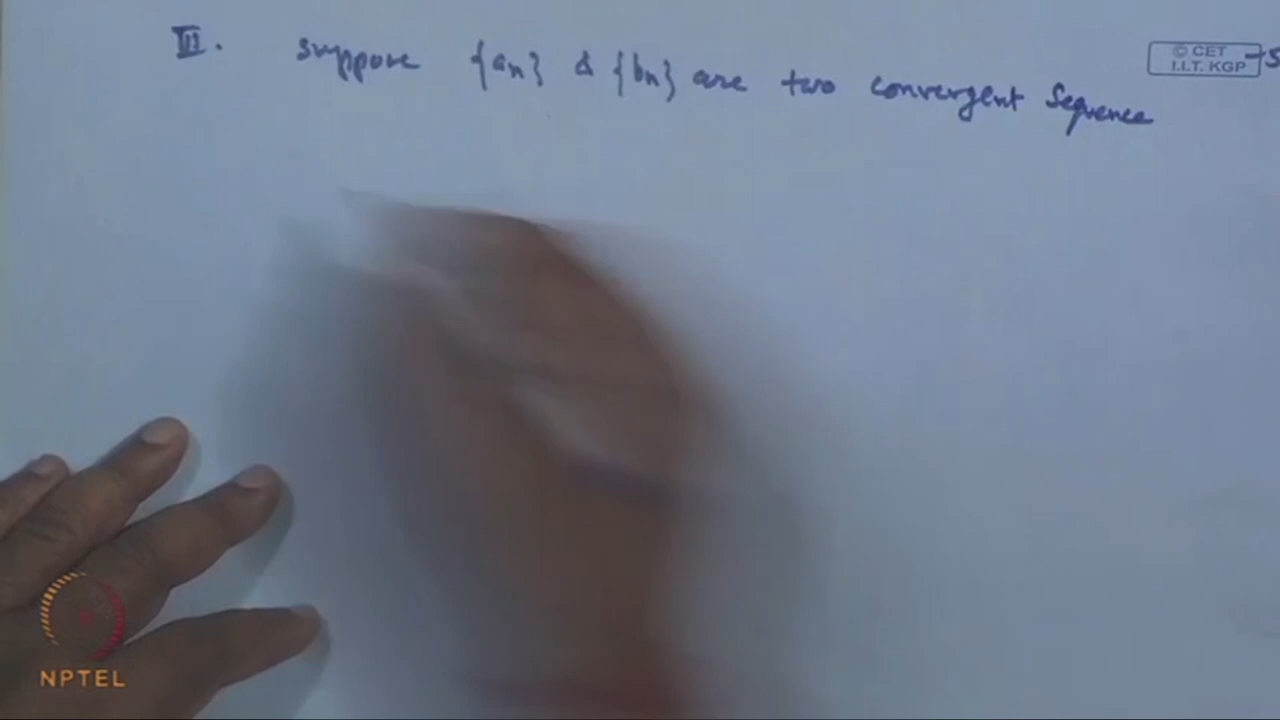 III. suppose {an} & {bn} are two convergent Sequence
© CET
I.I.T. KGP
NPTEL